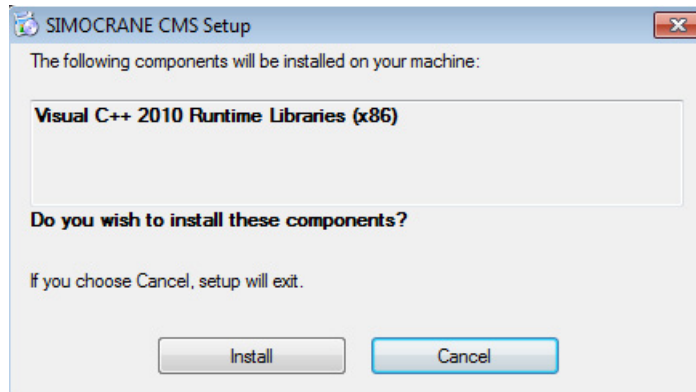 SIMOCRANE CMS Setup
The following components will be installed on your machine:
Visual C++ 2010 Runtime Libraries (x86)
Do you wish to install these components?
If you choose Cancel, setup will exit.
Install
Cancel